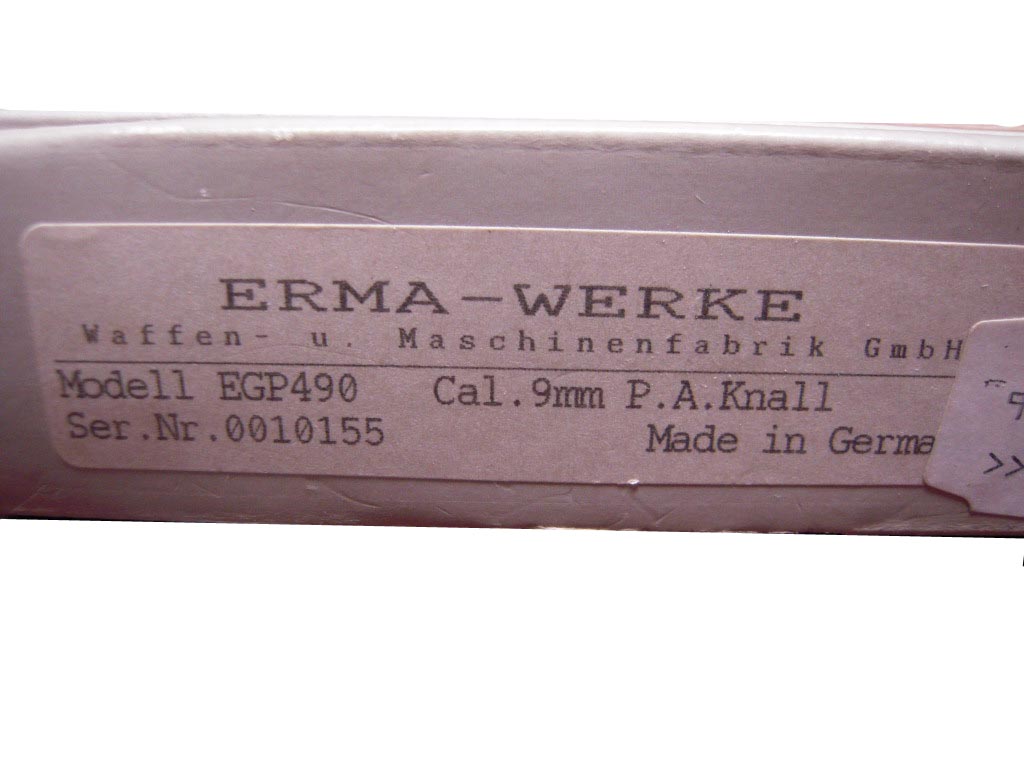 ERMA-WERKE
Waffen- u. Maschinenfabrik GmbH
Modell EGP490 Cal.9mm P.A.Knall
Ser.Nr.0010155 Made in Germa
>>